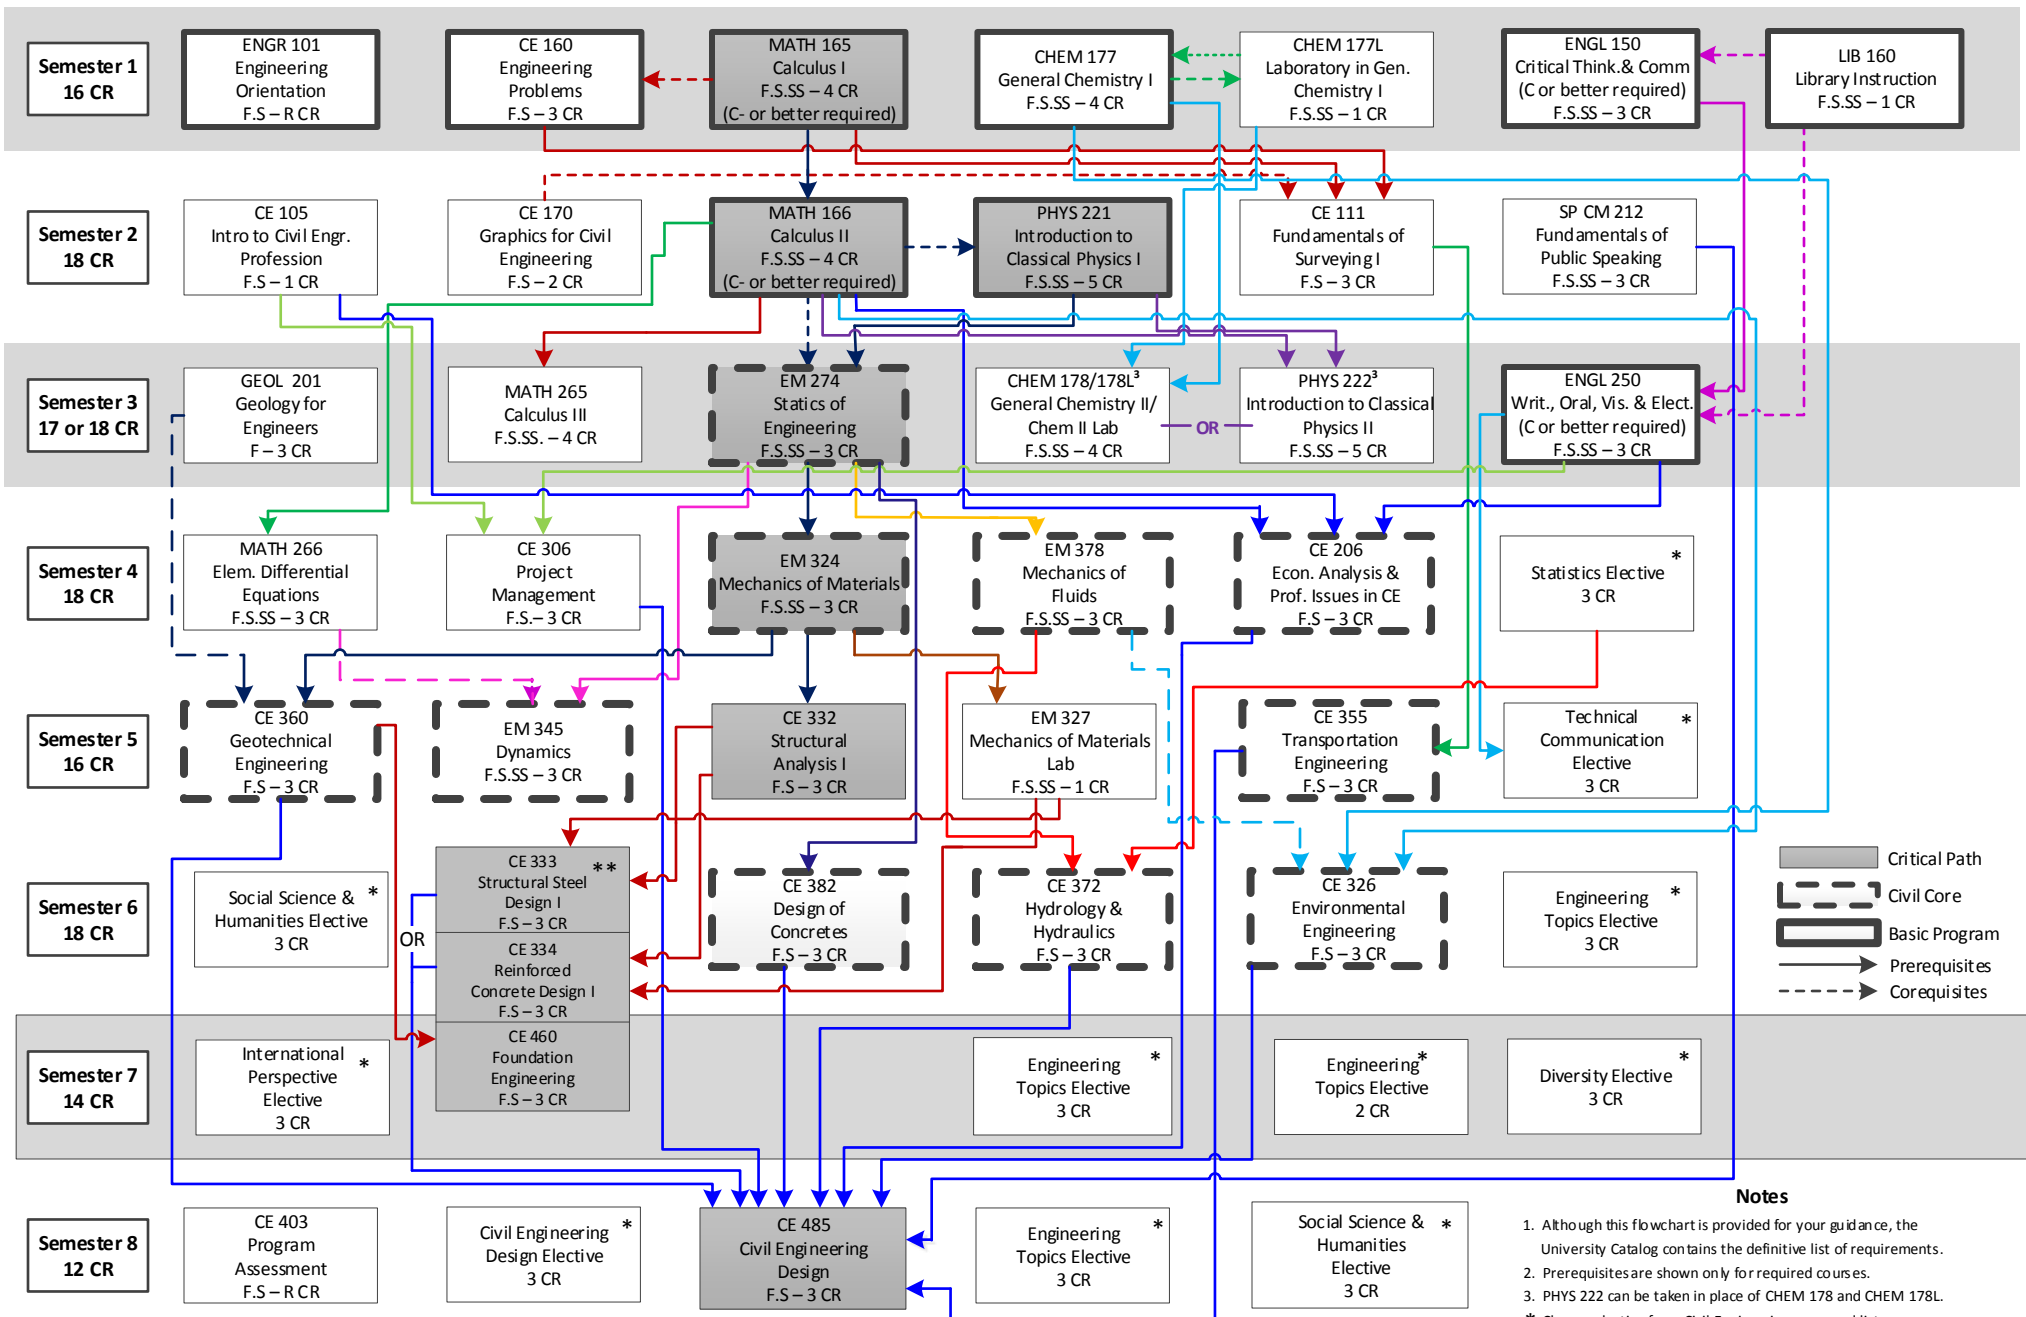 Semester 1
16 CR
ENGR 101
Engineering
Orientation
F.S – R CR
CE 160
Engineering
Problems
F.S – 3 CR
MATH 165
Calculus I
F.S.SS – 4 CR
(C- or better required)
CHEM 177
General Chemistry I
F.S.SS – 4 CR
CHEM 177L
Laboratory in Gen.
Chemistry I
F.S.SS – 1 CR
ENGL 150
Critical Think.& Comm
(C or better required)
F.S.SS – 3 CR
LIB 160
Library Instruction
F.S.SS – 1 CR
Semester 2
18 CR
CE 105
Intro to Civil Engr.
Profession
F.S – 1 CR
CE 170
Graphics for Civil
Engineering
F.S – 2 CR
MATH 166
Calculus II
F.S.SS – 4 CR
(C- or better required)
PHYS 221
Introduction to
Classical Physics I
F.S.SS – 5 CR
CE 111
Fundamentals of
Surveying I
F.S – 3 CR
SP CM 212
Fundamentals of
Public Speaking
F.S.SS – 3 CR
Semester 3
17 or 18 CR
GEOL 201
Geology for
Engineers
F – 3 CR
MATH 265
Calculus III
F.S.SS. – 4 CR
EM 274
Statics of
Engineering
F.S.SS – 3 CR
CHEM 178/178L³
General Chemistry II/
Chem II Lab
F.S.SS – 4 CR
OR
PHYS 222³
Introduction to Classical
Physics II
F.S.SS – 5 CR
ENGL 250
Writ., Oral, Vis. & Elect.
(C or better required)
F.S.SS – 3 CR
Semester 4
18 CR
MATH 266
Elem. Differential
Equations
F.S.SS – 3 CR
CE 306
Project
Management
F.S.– 3 CR
EM 324
Mechanics of Materials
F.S.SS – 3 CR
EM 378
Mechanics of
Fluids
F.S.SS – 3 CR
CE 206
Econ. Analysis &
Prof. Issues in CE
F.S – 3 CR
Statistics Elective *
3 CR
Semester 5
16 CR
CE 360
Geotechnical
Engineering
F.S – 3 CR
EM 345
Dynamics
F.S.SS – 3 CR
CE 332
Structural
Analysis I
F.S – 3 CR
EM 327
Mechanics of Materials
Lab
F.S.SS – 1 CR
CE 355
Transportation
Engineering
F.S – 3 CR
Technical *
Communication
Elective
3 CR
Semester 6
18 CR
Social Science & *
Humanities Elective
3 CR
OR
CE 333 **
Structural Steel
Design I
F.S – 3 CR
CE 334
Reinforced
Concrete Design I
F.S – 3 CR
CE 382
Design of
Concretes
F.S – 3 CR
CE 372
Hydrology &
Hydraulics
F.S – 3 CR
CE 326
Environmental
Engineering
F.S – 3 CR
Engineering *
Topics Elective
3 CR
Critical Path
Civil Core
Basic Program
Prerequisites
Corequisites
Semester 7
14 CR
International *
Perspective
Elective
3 CR
CE 460
Foundation
Engineering
F.S – 3 CR
Engineering *
Topics Elective
3 CR
Engineering *
Topics Elective
2 CR
Diversity Elective *
3 CR
Semester 8
12 CR
CE 403
Program
Assessment
F.S – R CR
Civil Engineering *
Design Elective
3 CR
CE 485
Civil Engineering
Design
F.S – 3 CR
Engineering *
Topics Elective
3 CR
Social Science & *
Humanities
Elective
3 CR
Notes
1. Although this flowchart is provided for your guidance, the
University Catalog contains the definitive list of requirements.
2. Prerequisites are shown only for required courses.
3. PHYS 222 can be taken in place of CHEM 178 and CHEM 178L.